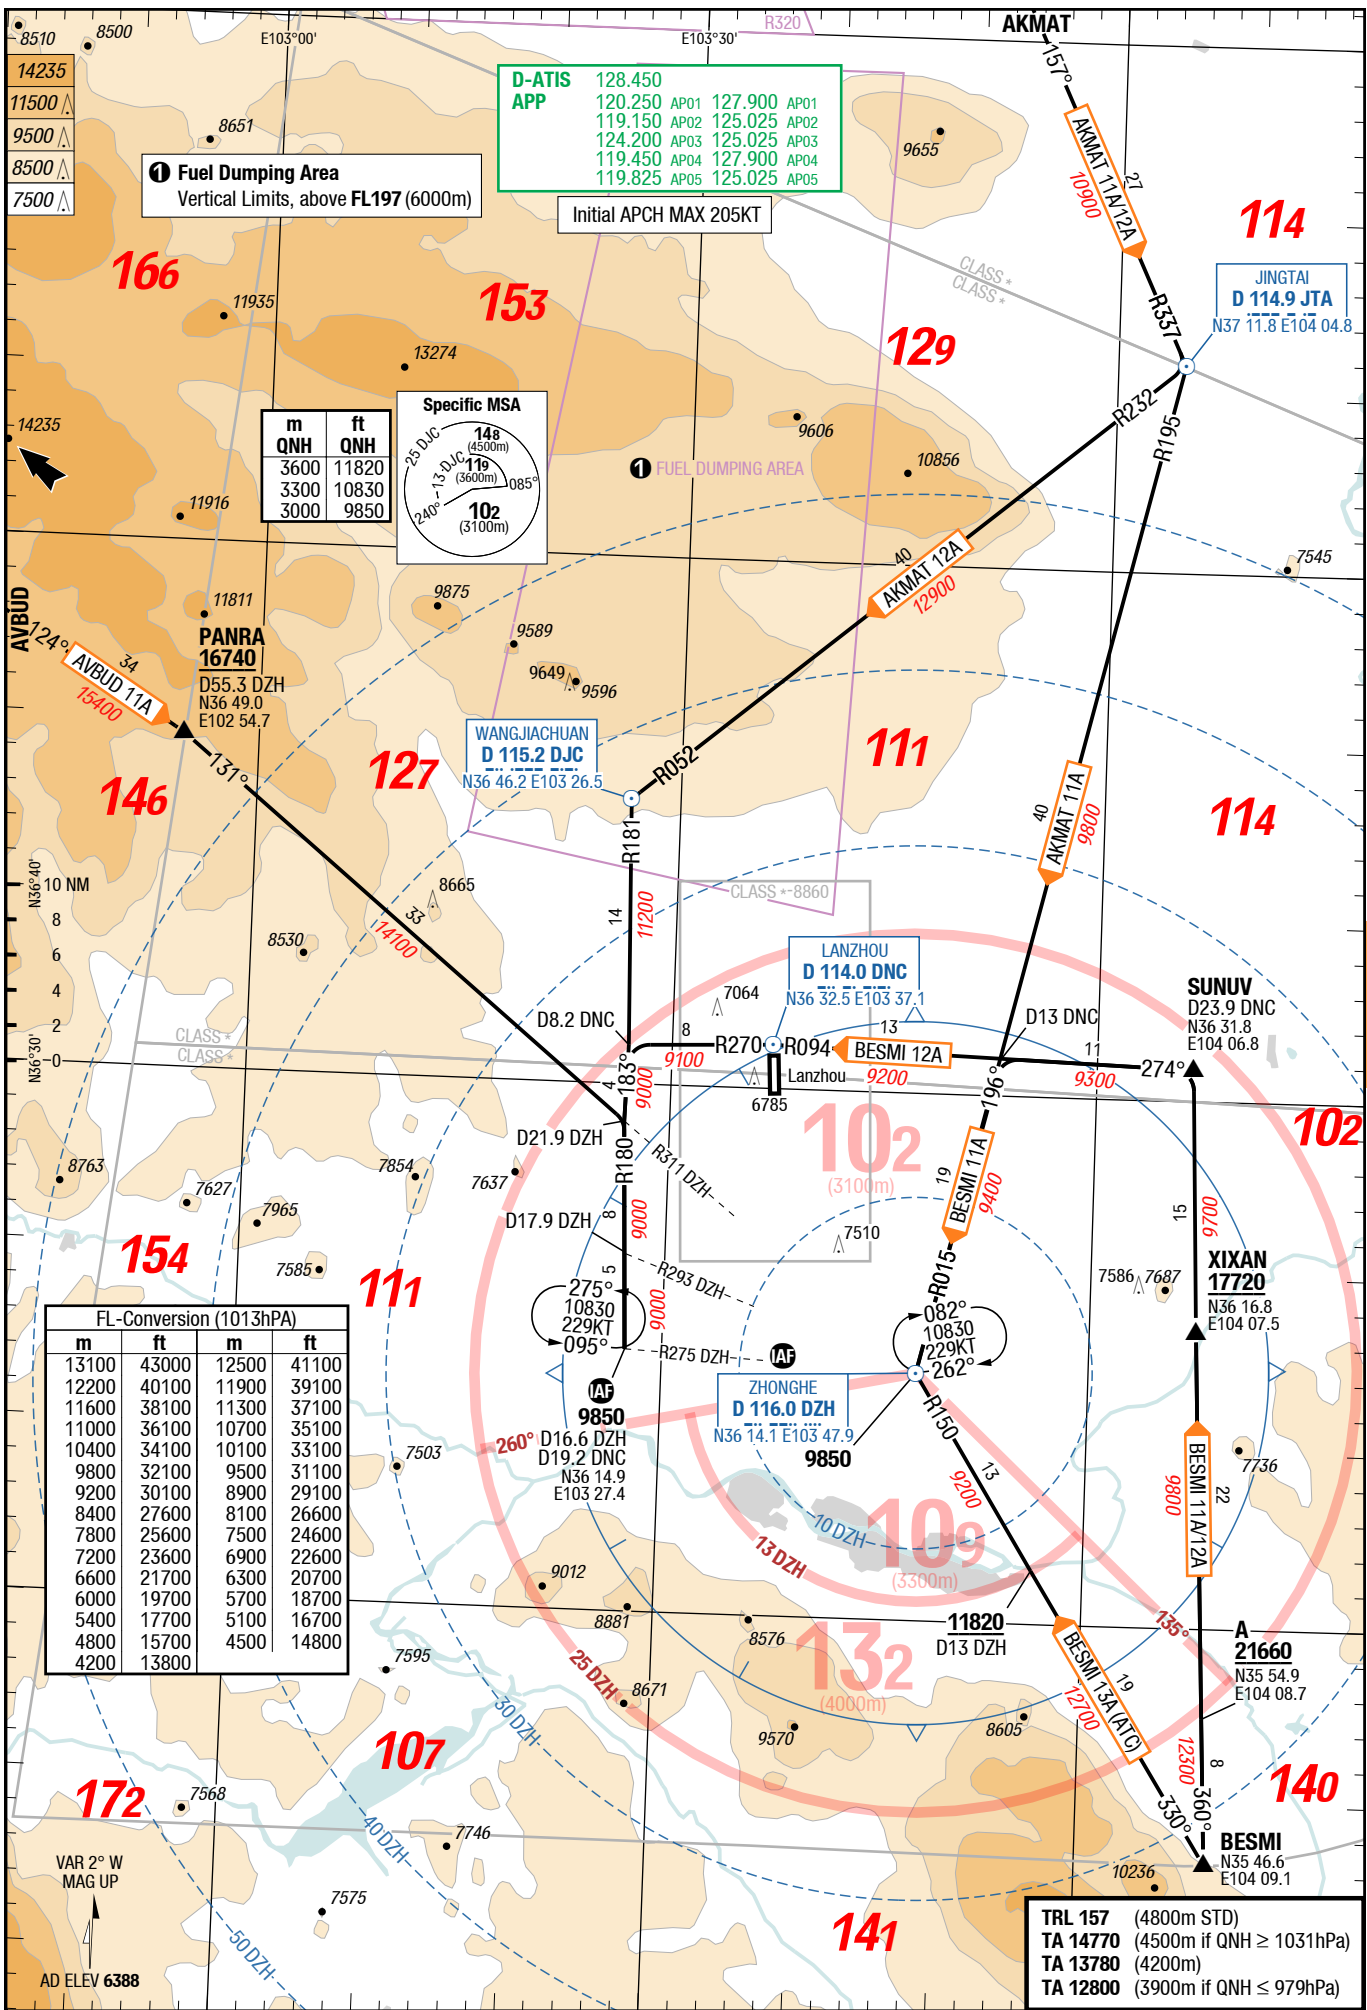 R320
AKMAT
8510
8500
E103°00'
E103°30'
157°
14235
11500
9500
8500
7500
8651
D-ATIS 128.450
APP 120.250 AP01 127.900 AP01
119.150 AP02 125.025 AP02
124.200 AP03 125.025 AP03
119.450 AP04 127.900 AP04
119.825 AP05 125.025 AP05
9655
AKMAT 11A/12A
27
10900
1 Fuel Dumping Area
Vertical Limits, above FL197 (6000m)
Initial APCH MAX 205KT
114
166
153
129
CLASS *
CLASS *
R337
JINGTAI
D 114.9 JTA
N37 11.8 E104 04.8
11935
13274
R232
R195
14235
m ft
QNH QNH
3600 11820
3300 10830
3000 9850
Specific MSA
25 DJC
148
(4500m)
13 DJC
119
(3600m)
085°
240°
102
(3100m)
9606
1 FUEL DUMPING AREA
10856
11916
40
AKMAT 12A
12900
7545
AVBUD
124°
34
AVBUD 11A
15400
11811
PANRA
16740
D55.3 DZH
N36 49.0
E102 54.7
9875
9589
9649
9596
131°
127
146
WANGJIACHUAN
D 115.2 DJC
N36 46.2 E103 26.5
R052
111
114
R181
40
AKMAT 11A
9800
N36°40'
10 NM
8
6
4
2
0
N36°30'
8665
33
14100
8530
14
11200
CLASS * 8860
LANZHOU
D 114.0 DNC
N36 32.5 E103 37.1
7064
D8.2 DNC
8
R270
9100
R094
13
BESMI 12A
9200
D13 DNC
11
9300
274°
SUNUV
D23.9 DNC
N36 31.8
E104 06.8
CLASS *
CLASS *
183°
4
9000
Lanzhou
6785
196°
102
(3100m)
102
D21.9 DZH
R180
R311 DZH
8763
7854
7637
7627
7965
19
BESMI 11A
9400
15
9700
D17.9 DZH
8
9000
7510
R015
154
7585
111
R293 DZH
5
9000
7586
7687
XIXAN
17720
N36 16.8
E104 07.5
275°
10830
229KT
095°
R275 DZH
IAF
082°
10830
229KT
262°
FL-Conversion (1013hPA)
m ft m ft
13100 43000 12500 41100
12200 40100 11900 39100
11600 38100 11300 37100
11000 36100 10700 35100
10400 34100 10100 33100
9800 32100 9500 31100
9200 30100 8900 29100
8400 27600 8100 26600
7800 25600 7500 24600
7200 23600 6900 22600
6600 21700 6300 20700
6000 19700 5700 18700
5400 17700 5100 16700
4800 15700 4500 14800
4200 13800
IAF
9850
D16.6 DZH
D19.2 DNC
N36 14.9
E103 27.4
260°
ZHONGHE
D 116.0 DZH
N36 14.1 E103 47.9
9850
R150
13
9200
7503
7736
BESMI 11A/12A
22
9800
10 DZH
13 DZH
109
(3300m)
9012
8881
8576
11820
D13 DZH
135°
A
21660
N35 54.9
E104 08.7
7595
25 DZH
8671
132
(4000m)
9570
8605
BESMI 13A (ATC)
19
12700
30 DZH
107
172
7568
40 DZH
7746
12300
8
140
330°
360°
BESMI
N35 46.6
E104 09.1
10236
VAR 2° W
MAG UP
7575
50 DZH
141
AD ELEV 6388
TRL 157 (4800m STD)
TA 14770 (4500m if QNH ≥ 1031hPa)
TA 13780 (4200m)
TA 12800 (3900m if QNH ≤ 979hPa)